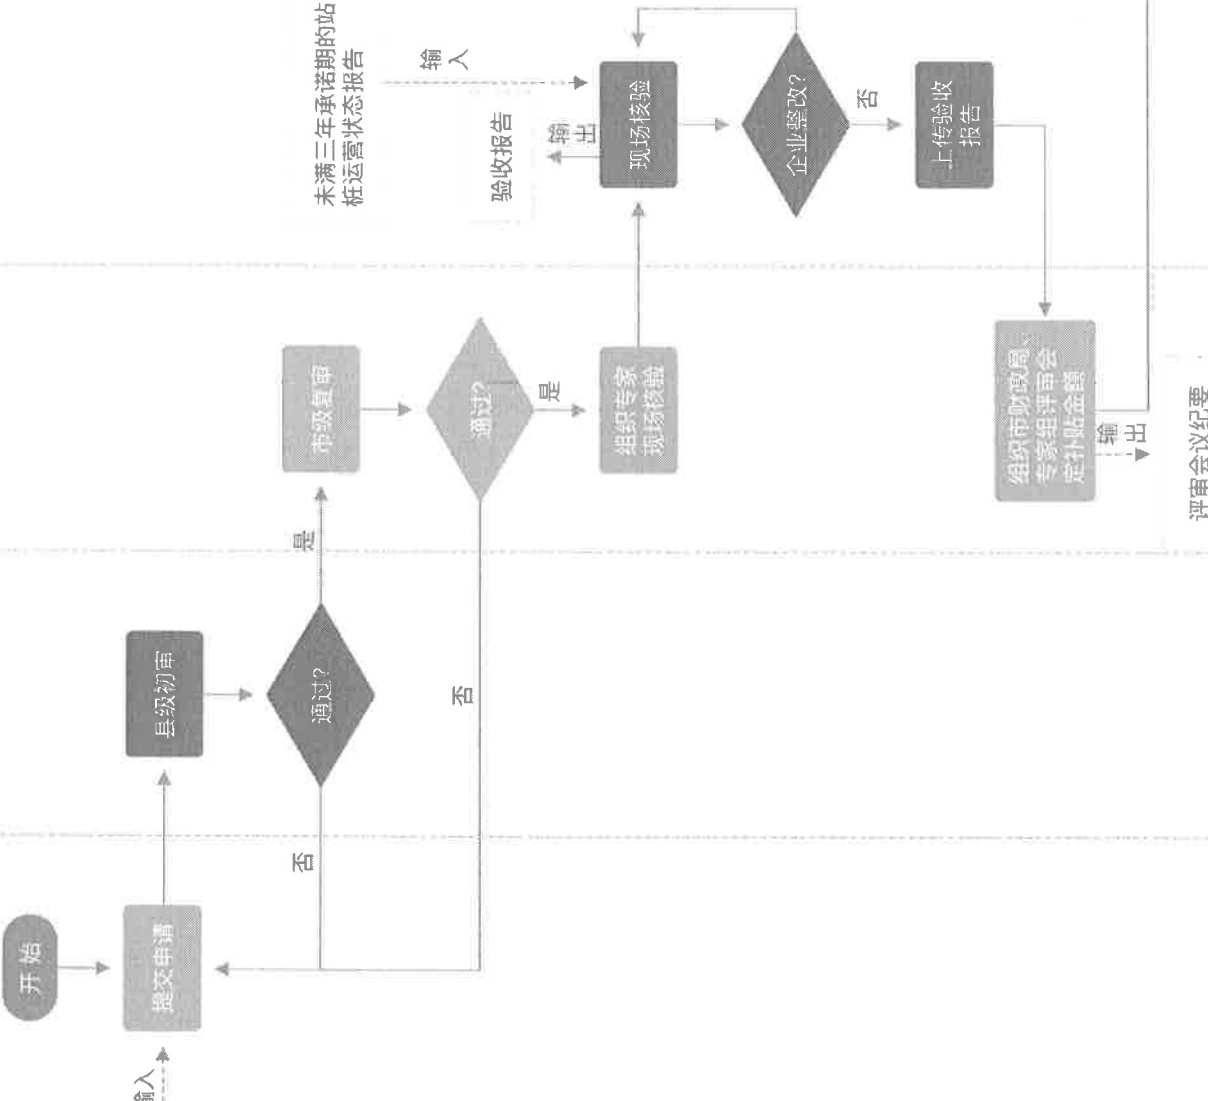 开 始
输入
提交申请
县级初审
通过?
否
是
市级复审
通过?
否
是
组织专家
现场核验
未满三年承诺期的站
桩运营状态报告
输
入
验收报告
输
出
现场核验
企业整改?
否
上传验收
报告
组织市财政局、
专家组评审会
定补贴金额
输
出
评审会议纪要